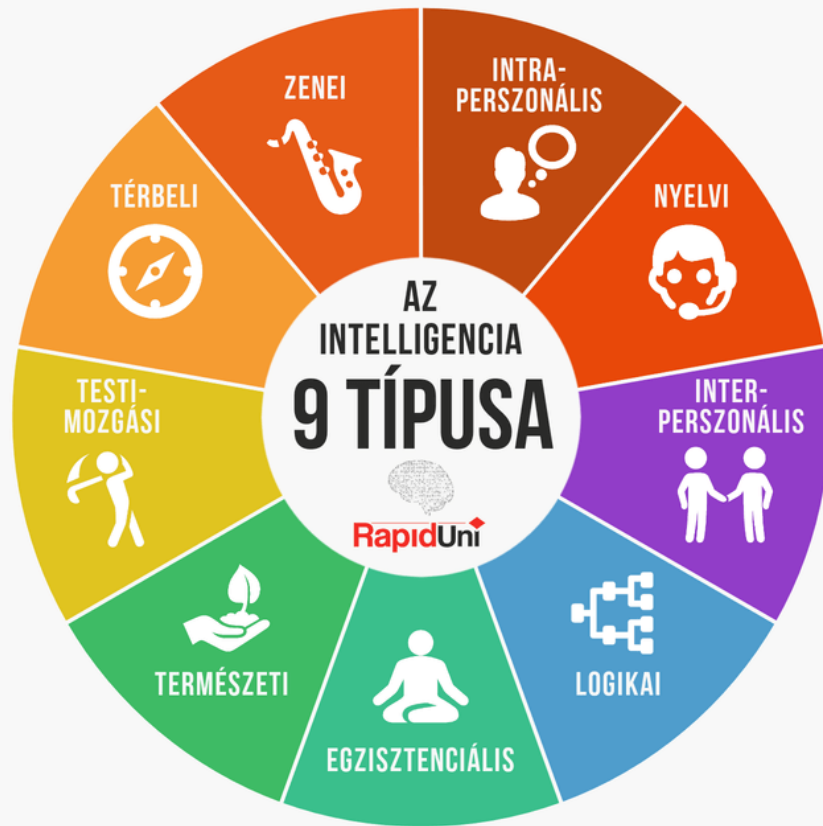 AZ
INTELLIGENCIA
9 TÍPUSA
RapidUni
INTRA-
PERSZONÁLIS
NYELVI
INTER-
PERSZONÁLIS
LOGIKAI
EGZISZTENCIÁLIS
TERMÉSZETI
TESTI-
MOZGÁSI
TÉRBELI
ZENEI